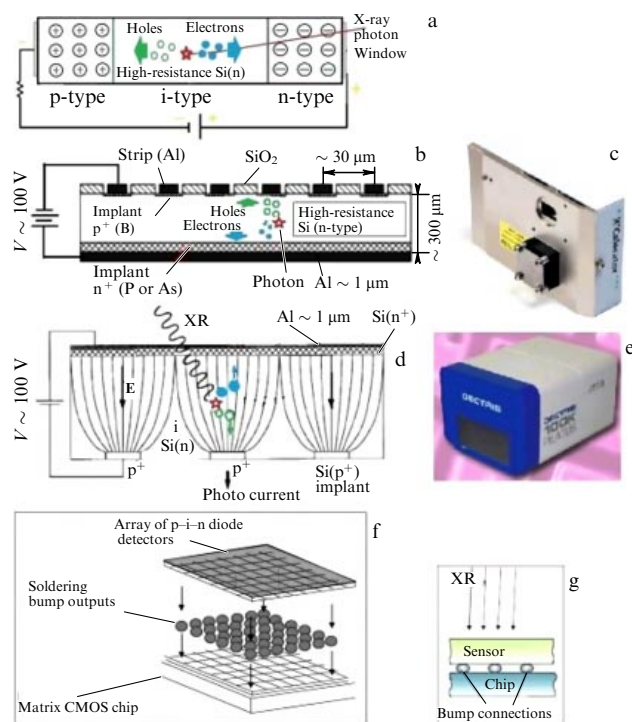 a
Holes
Electrons
X-ray
photon
Window
High-resistance Si(n)
p-type
i-type
n-type
b
Strip (Al)
SiO₂
~ 30 μm
V ~ 100 V
Implant
p⁺ (B)
Holes
Electrons
High-resistance
Si (n-type)
~ 300 μm
Implant
n⁺ (P or As)
Photon
Al ~ 1 μm
c
XR
Al ~ 1 μm
Si(n⁺)
d
V ~ 100 V
E
i
Si(n)
p⁺
p⁺
Si(p⁺)
implant
Photo current
e
DECTRIS
DECTRIS
100K
PILATUS
f
Array of p–i–n diode
detectors
Soldering
bump outputs
Matrix CMOS chip
g
XR
Sensor
Chip
Bump connections